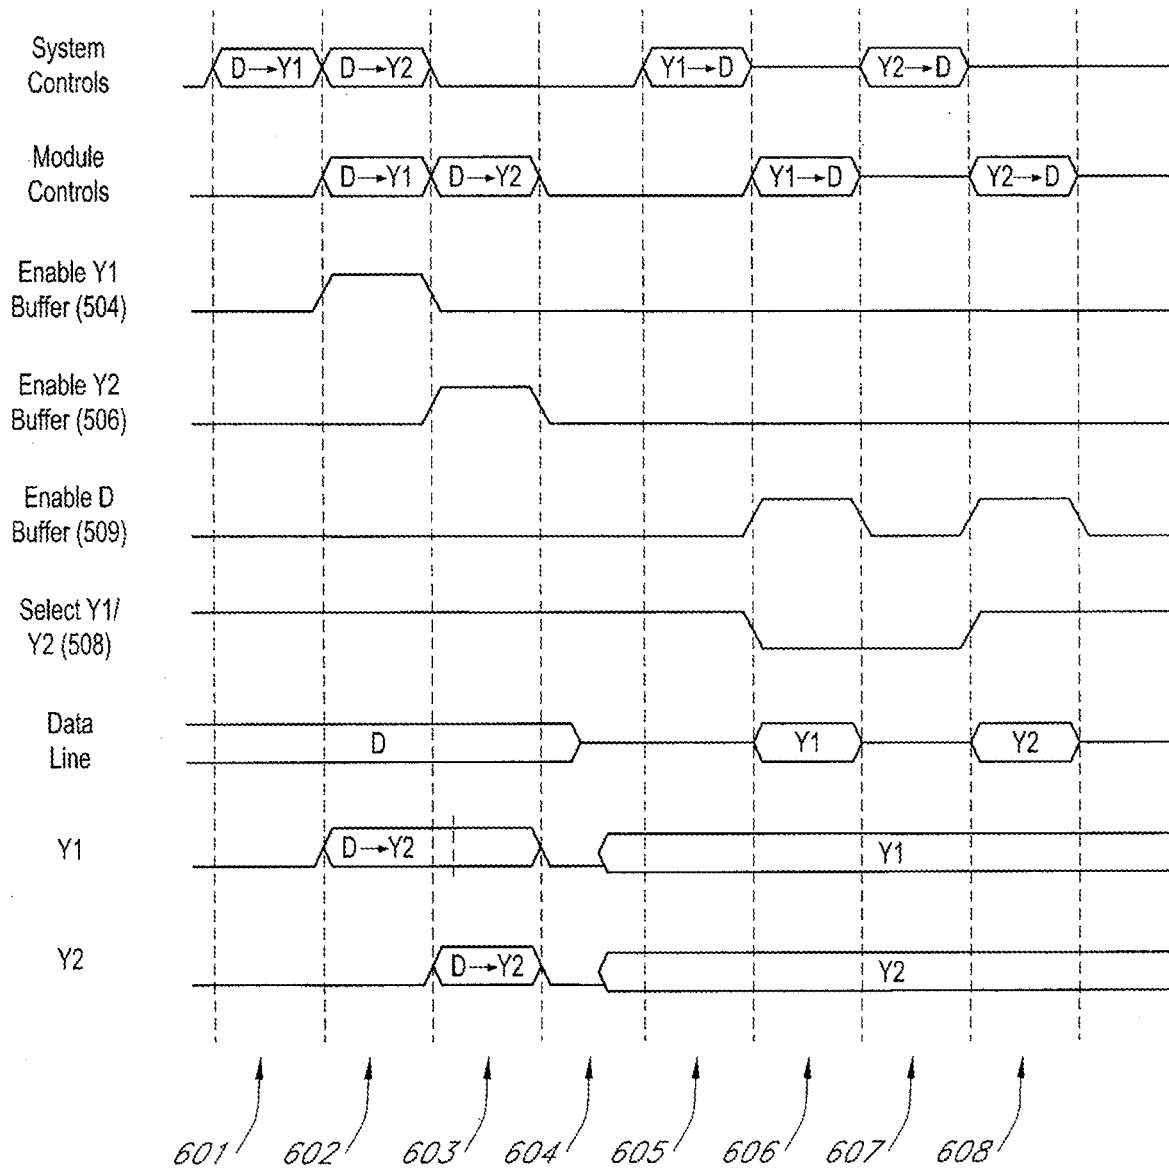 System
Controls
D→Y1
D→Y2
Y1→D
Y2→D
Module
Controls
D→Y1
D→Y2
Y1→D
Y2→D
Enable Y1
Buffer (504)
Enable Y2
Buffer (506)
Enable D
Buffer (509)
Select Y1/
Y2 (508)
Data
Line
D
Y1
Y2
Y1
D→Y2
Y1
Y2
D→Y2
Y2
601
602
603
604
605
606
607
608